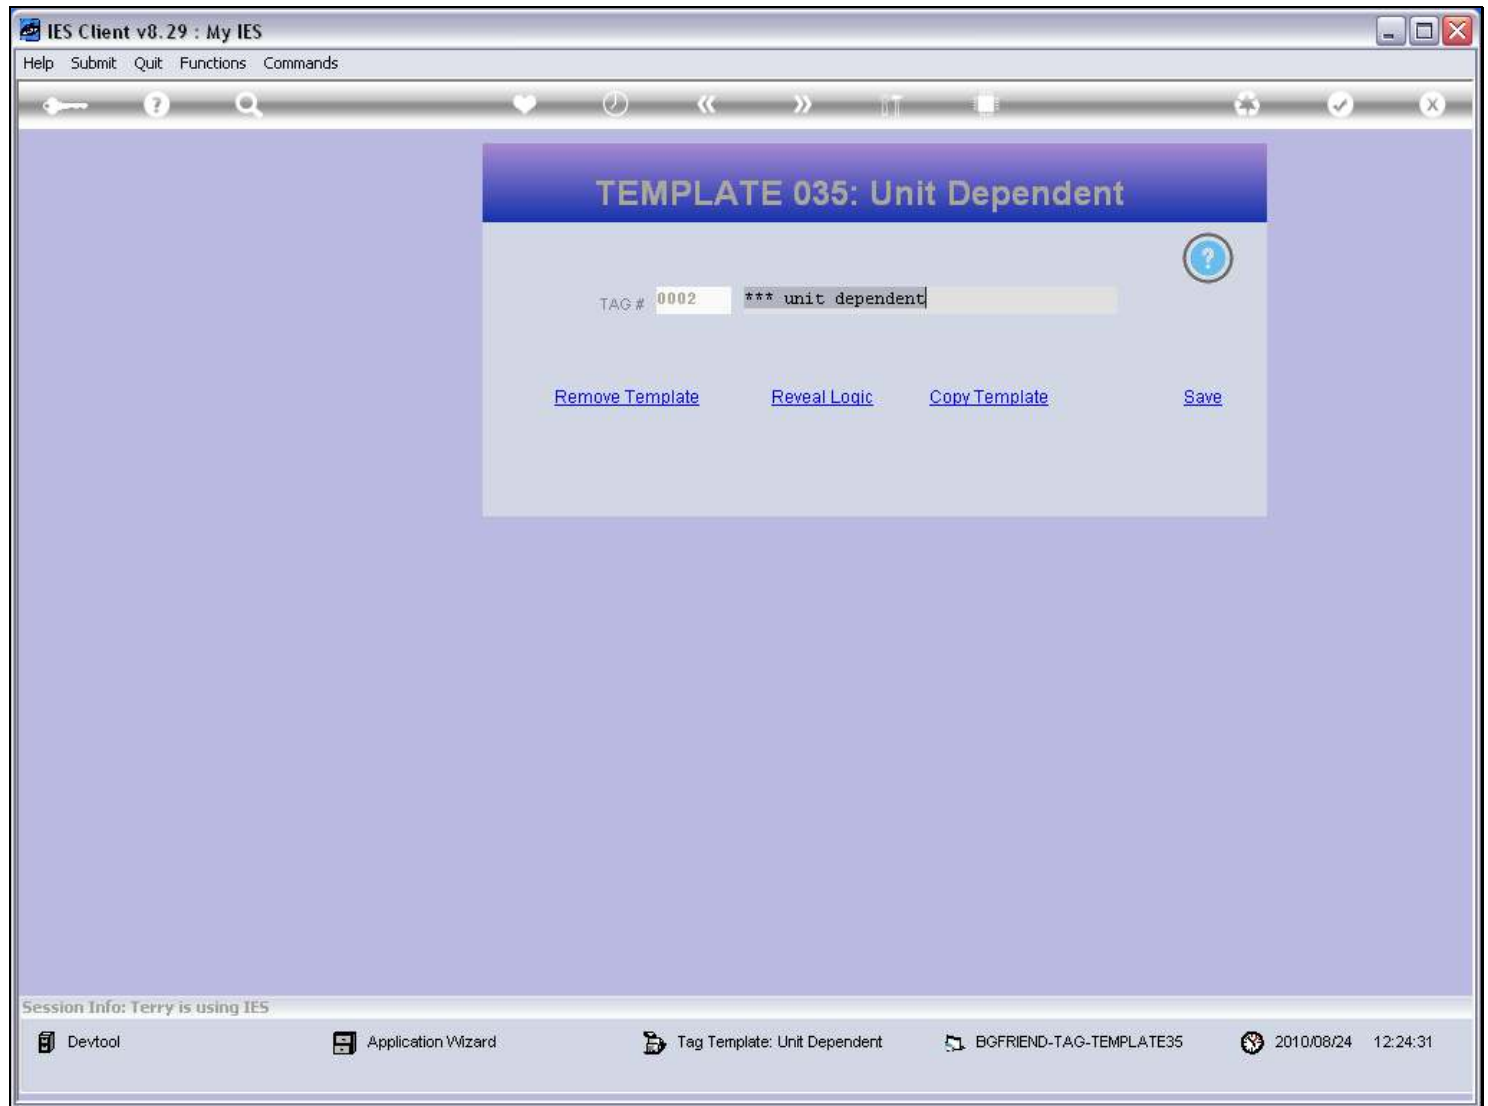 IES Client v8.29 : My IES
Help Submit Quit Functions Commands
TEMPLATE 035: Unit Dependent
TAG # 0002 *** unit dependent
Remove Template Reveal Logic Copy Template Save
Session Info: Terry is using IES
Devtool Application Wizard Tag Template: Unit Dependent BGFRIEND-TAG-TEMPLATE35 2010/08/24 12:24:31